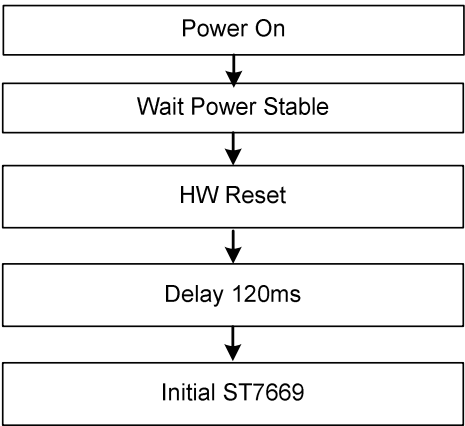 Power On
Wait Power Stable
HW Reset
Delay 120ms
Initial ST7669